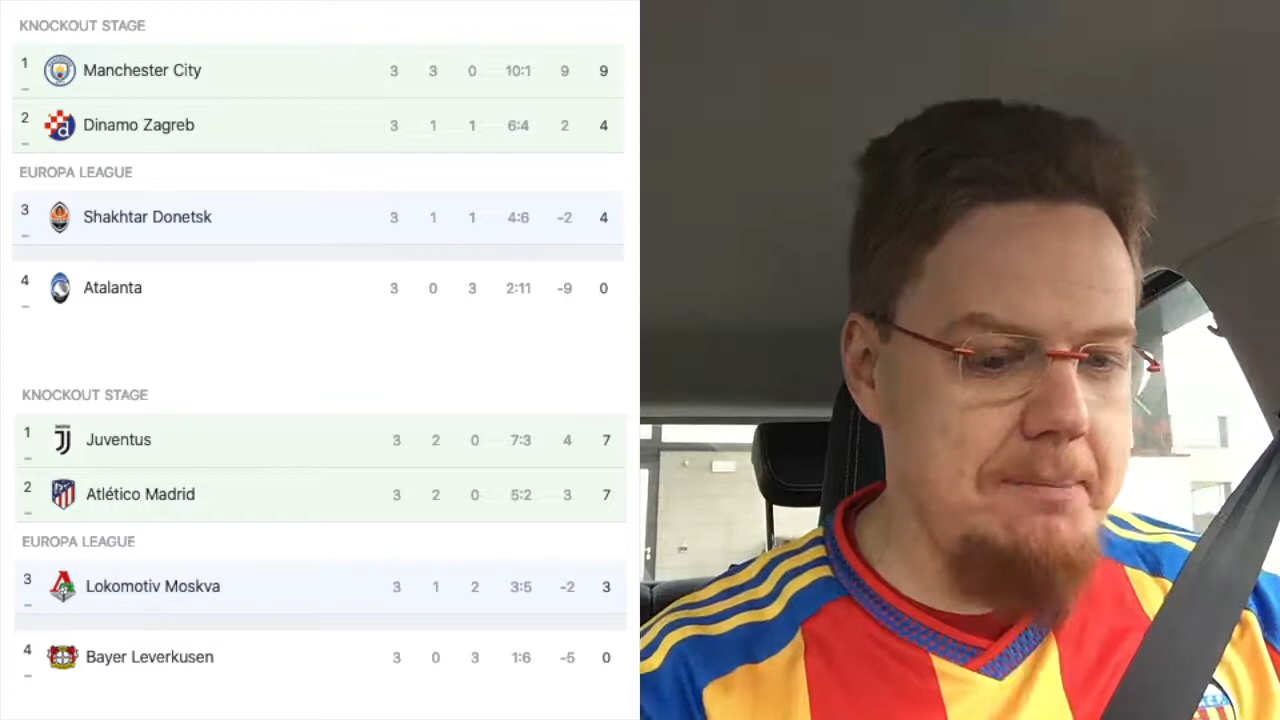 KNOCKOUT STAGE
1 Manchester City 3 3 0 10:1 9 9
2 Dinamo Zagreb 3 1 1 6:4 2 4
EUROPA LEAGUE
3 Shakhtar Donetsk 3 1 1 4:6 -2 4
4 Atalanta 3 0 3 2:11 -9 0
KNOCKOUT STAGE
1 Juventus 3 2 0 7:3 4 7
2 Atlético Madrid 3 2 0 5:2 3 7
EUROPA LEAGUE
3 Lokomotiv Moskva 3 1 2 3:5 -2 3
4 Bayer Leverkusen 3 0 3 1:6 -5 0